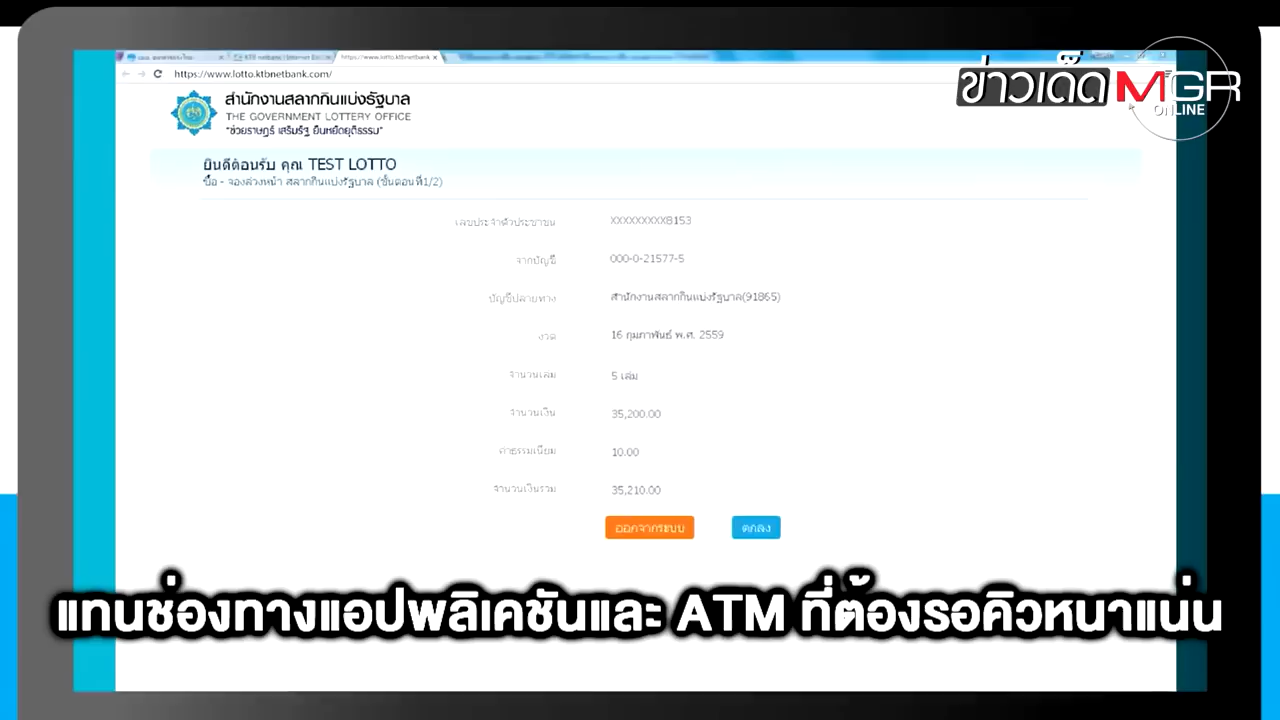 https://www.lotto.ktbnetbank x
https://www.lotto.ktbnetbank.com/
ข่าวเด็ด MGR
ONLINE
สำนักงานสลากกินแบ่งรัฐบาล
THE GOVERNMENT LOTTERY OFFICE
"ช่วยราษฎร์ เสริมรัฐ ยืนหยัดยุติธรรม"
ยินดีต้อนรับ คุณ TEST LOTTO
ซื้อ - จองล่วงหน้า สลากกินแบ่งรัฐบาล (ขั้นตอนที่1/2)
เลขประจำตัวประชาชน XXXXXXXXX8153
จากบัญชี 000-0-21577-5
บัญชีปลายทาง สำนักงานสลากกินแบ่งรัฐบาล(91865)
งวด 16 กุมภาพันธ์ พ.ศ. 2559
จำนวนเล่ม 5 เล่ม
จำนวนเงิน 35,200.00
ค่าธรรมเนียม 10.00
จำนวนเงินรวม 35,210.00
ออกจากระบบ ตกลง
แทนช่องทางแอปพลิเคชันและ ATM ที่ต้องรอคิวหนาแน่น